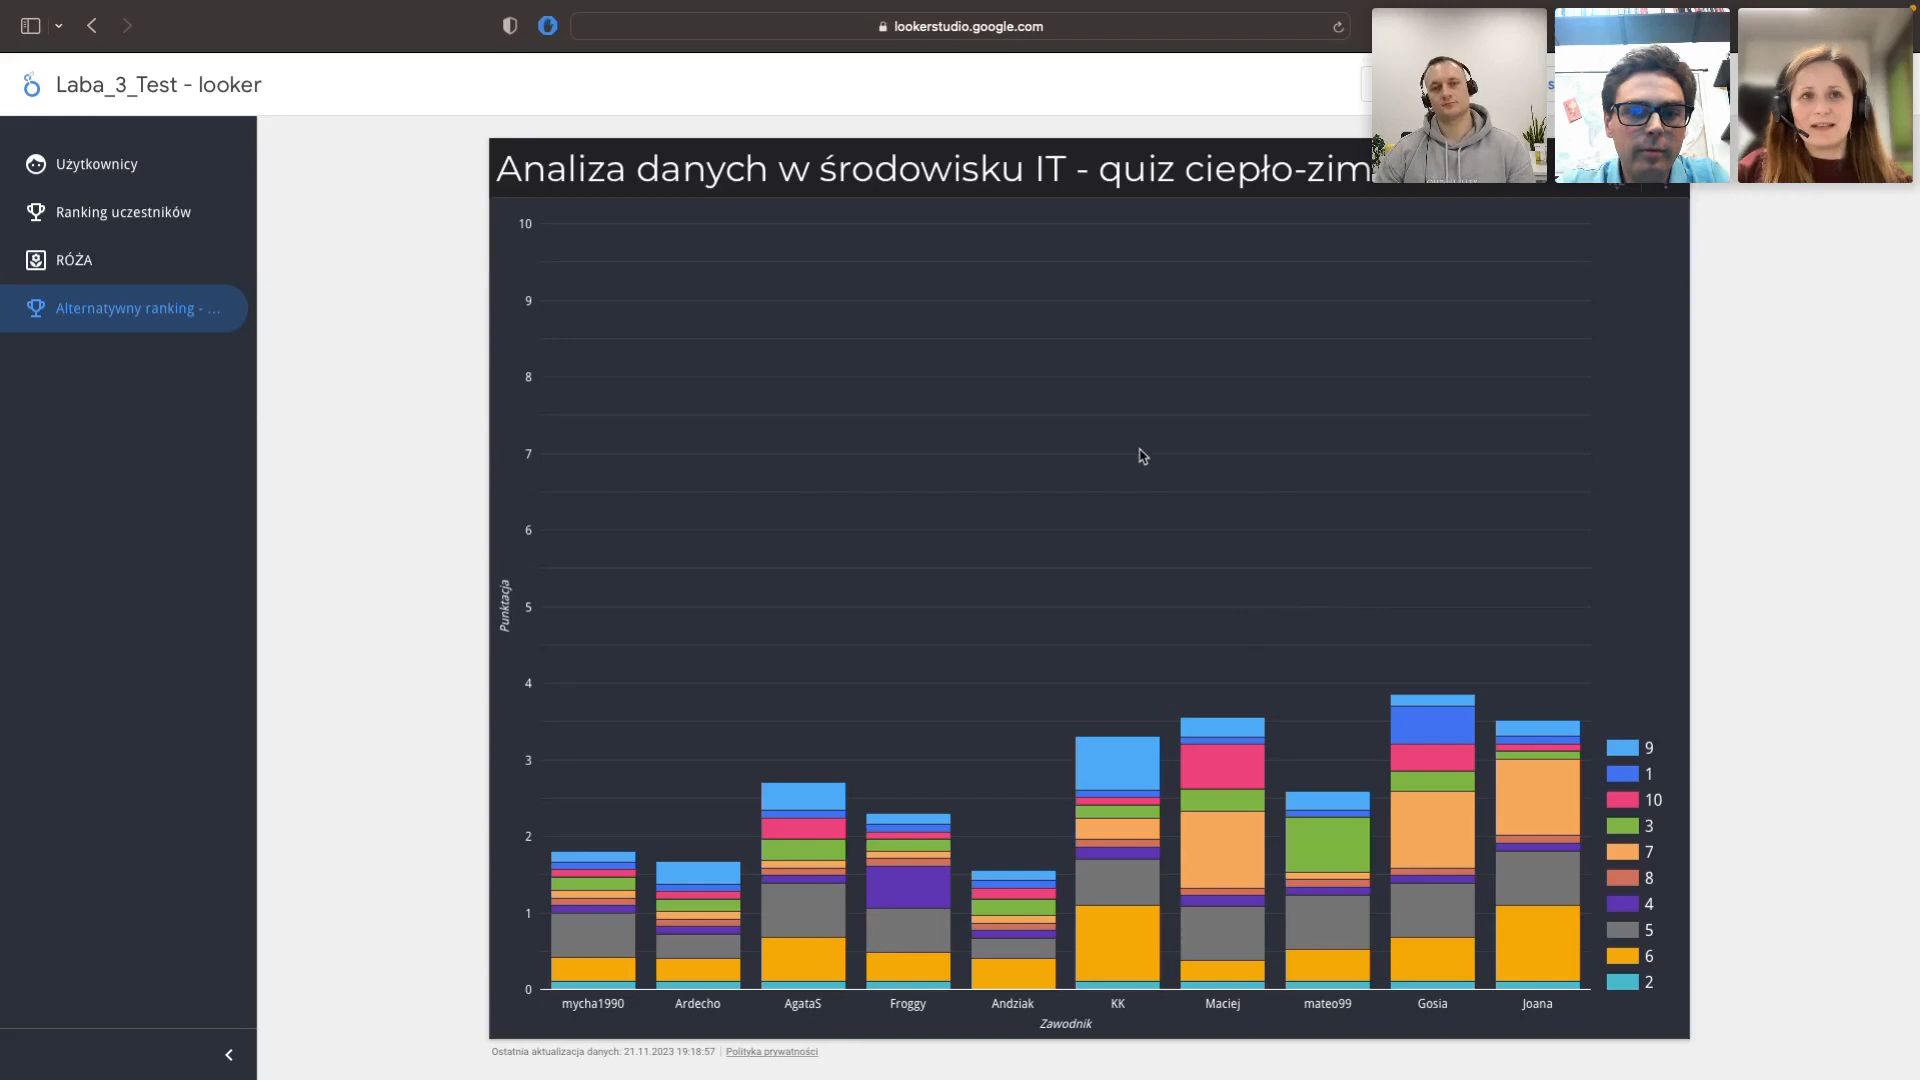 lookerstudio.google.com
Laba_3_Test - looker
Użytkownicy
Ranking uczestników
RÓŻA
Alternatywny ranking - ...
Analiza danych w środowisku IT - quiz ciepło-zim
10
9
8
7
6
5
4
3
2
1
0
Punktacja
9
1
10
3
7
8
4
5
6
2
mycha1990 Ardecho AgataS Froggy Andziak KK Maciej mateo99 Gosia Joana
Zawodnik
Ostatnia aktualizacja danych: 21.11.2023 19:18:57 Polityka prywatności